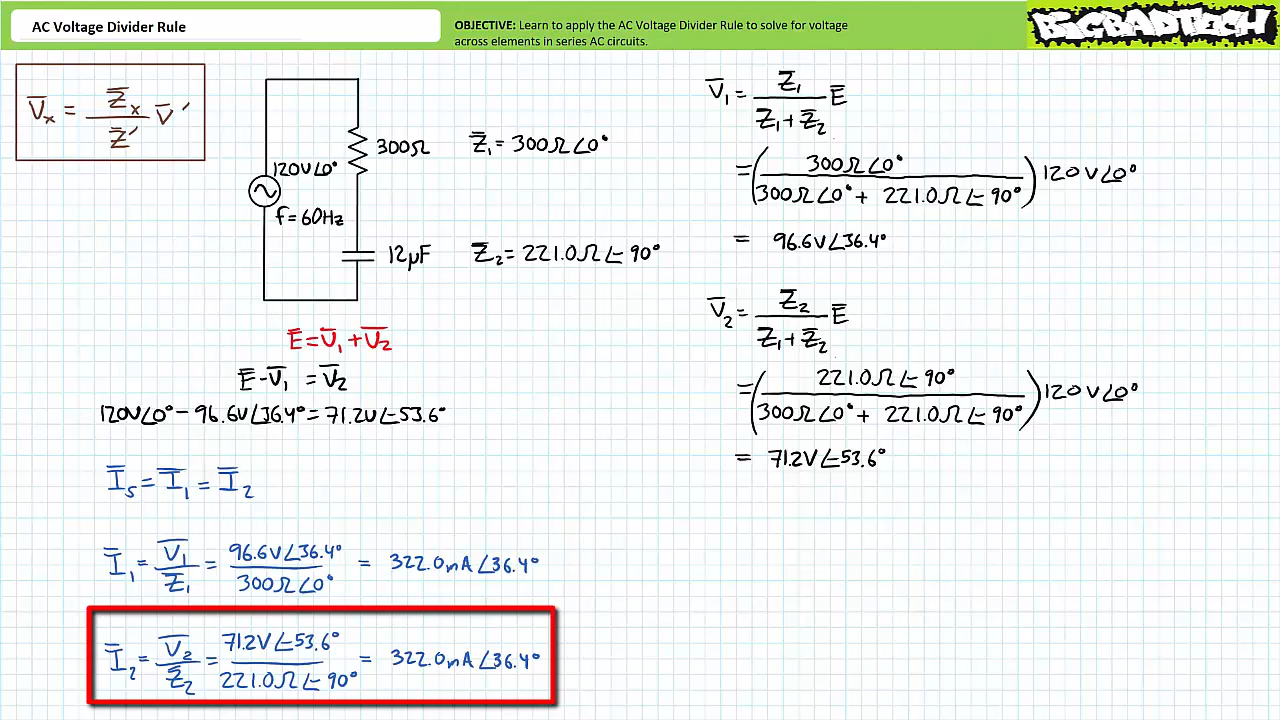 AC Voltage Divider Rule
OBJECTIVE: Learn to apply the AC Voltage Divider Rule to solve for voltage
across elements in series AC circuits.
BIGBADTECH
V̅ₓ = Z̅ₓ / Z̅′ V̅′
300Ω
120V∠0°
f=60Hz
12μF
Z̅₁ = 300Ω∠0°
Z̅₂ = 221.0Ω∠-90°
E̅ = V̅₁ + V̅₂
E̅ - V̅₁ = V̅₂
120V∠0° - 96.6V∠36.4° = 71.2V∠-53.6°
I̅s = I̅₁ = I̅₂
I̅₁ = V̅₁ / Z̅₁ = 96.6V∠36.4° / 300Ω∠0° = 322.0mA∠36.4°
I̅₂ = V̅₂ / Z̅₂ = 71.2V∠-53.6° / 221.0Ω∠-90° = 322.0mA∠36.4°
V̅₁ = Z̅₁ / Z̅₁ + Z̅₂ E̅
= (300Ω∠0° / 300Ω∠0° + 221.0Ω∠-90°) 120V∠0°
= 96.6V∠36.4°
V̅₂ = Z̅₂ / Z̅₁ + Z̅₂ E̅
= (221.0Ω∠-90° / 300Ω∠0° + 221.0Ω∠-90°) 120V∠0°
= 71.2V∠-53.6°